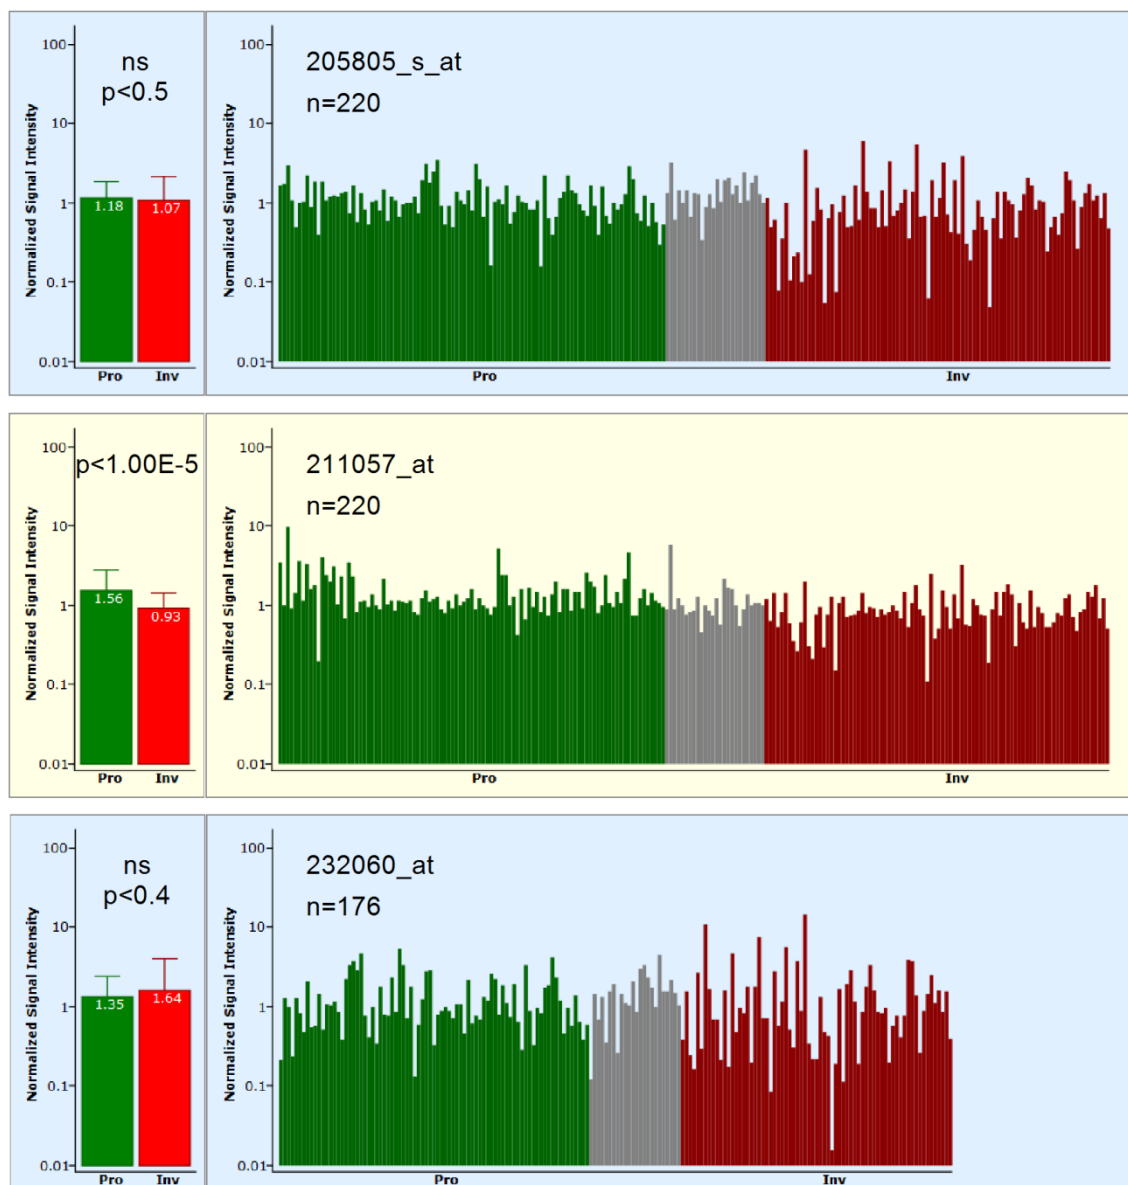 100
10
1
0.1
0.01
Normalized Signal Intensity
ns
p<0.5
1.18
1.07
Pro
Inv
100
10
1
0.1
0.01
Normalized Signal Intensity
205805_s_at
n=220
Pro
Inv
100
10
1
0.1
0.01
Normalized Signal Intensity
p<1.00E-5
1.56
0.93
Pro
Inv
100
10
1
0.1
0.01
Normalized Signal Intensity
211057_at
n=220
Pro
Inv
100
10
1
0.1
0.01
Normalized Signal Intensity
ns
p<0.4
1.35
1.64
Pro
Inv
100
10
1
0.1
0.01
Normalized Signal Intensity
232060_at
n=176
Pro
Inv